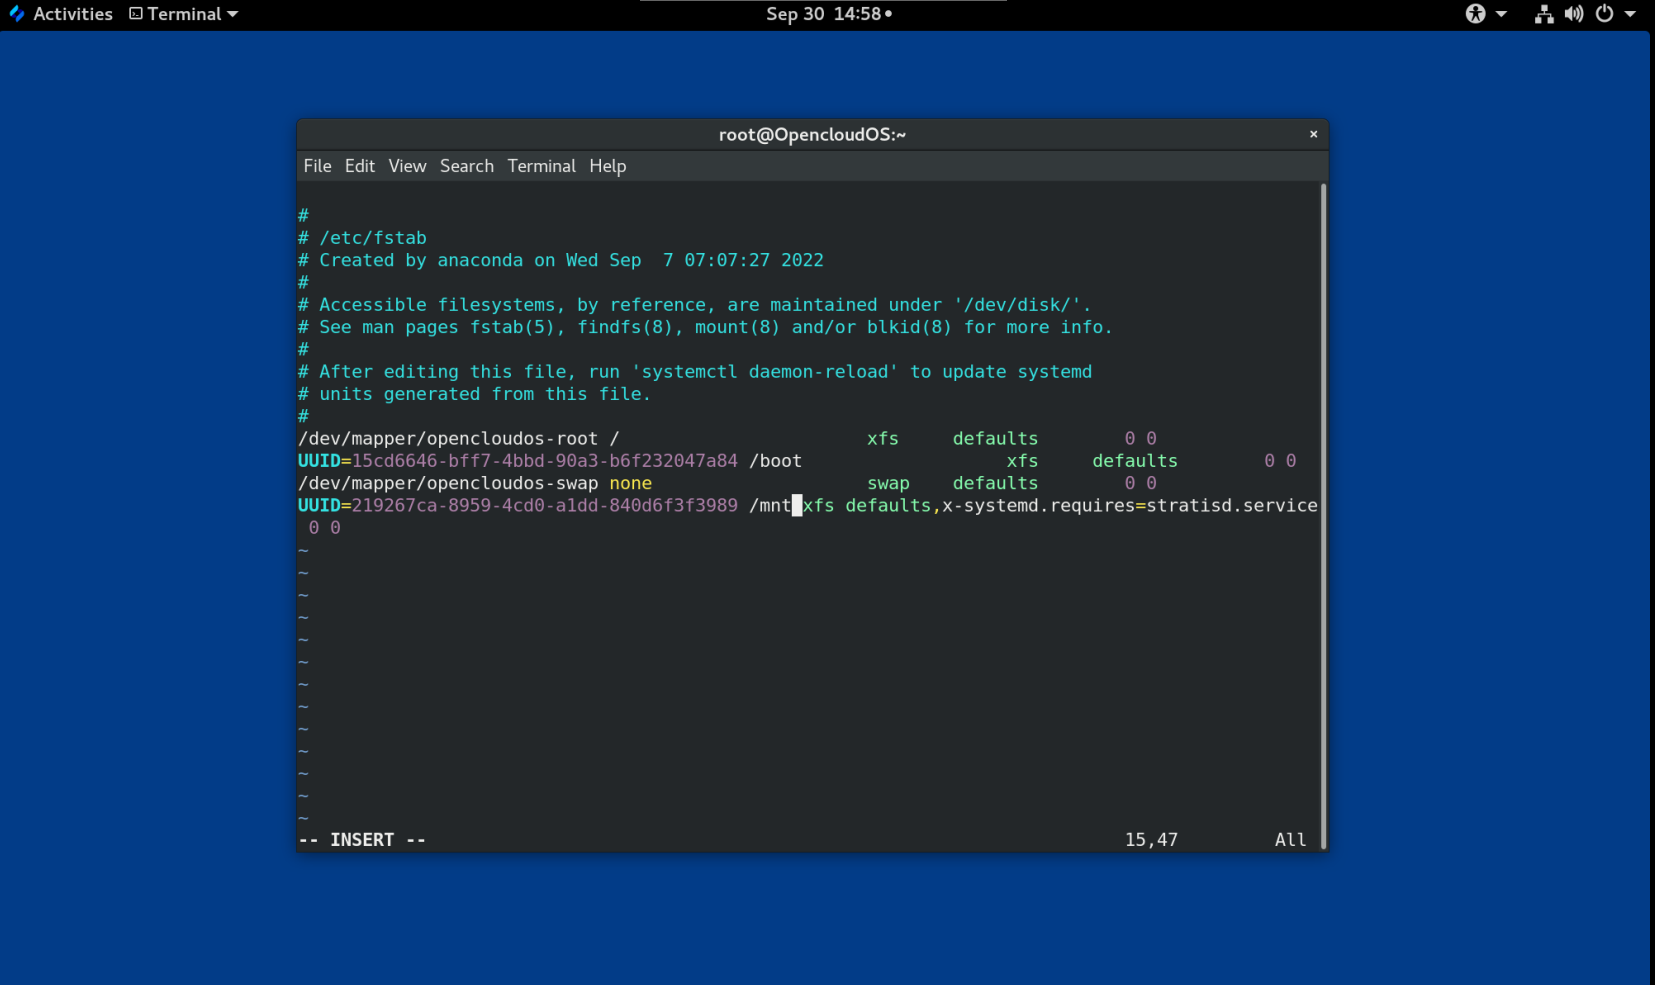 Activities Terminal Sep 30 14:58
root@OpencloudOS:~ ×
File Edit View Search Terminal Help
#
# /etc/fstab
# Created by anaconda on Wed Sep  7 07:07:27 2022
#
# Accessible filesystems, by reference, are maintained under '/dev/disk/'.
# See man pages fstab(5), findfs(8), mount(8) and/or blkid(8) for more info.
#
# After editing this file, run 'systemctl daemon-reload' to update systemd
# units generated from this file.
#
/dev/mapper/opencloudos-root /                       xfs     defaults        0 0
UUID=15cd6646-bff7-4bbd-90a3-b6f232047a84 /boot                   xfs     defaults        0 0
/dev/mapper/opencloudos-swap none                    swap    defaults        0 0
UUID=219267ca-8959-4cd0-a1dd-840d6f3f3989 /mnt xfs defaults,x-systemd.requires=stratisd.service
 0 0
~
~
~
~
~
~
~
~
~
~
~
~
~
-- INSERT --                                                                 15,47         All